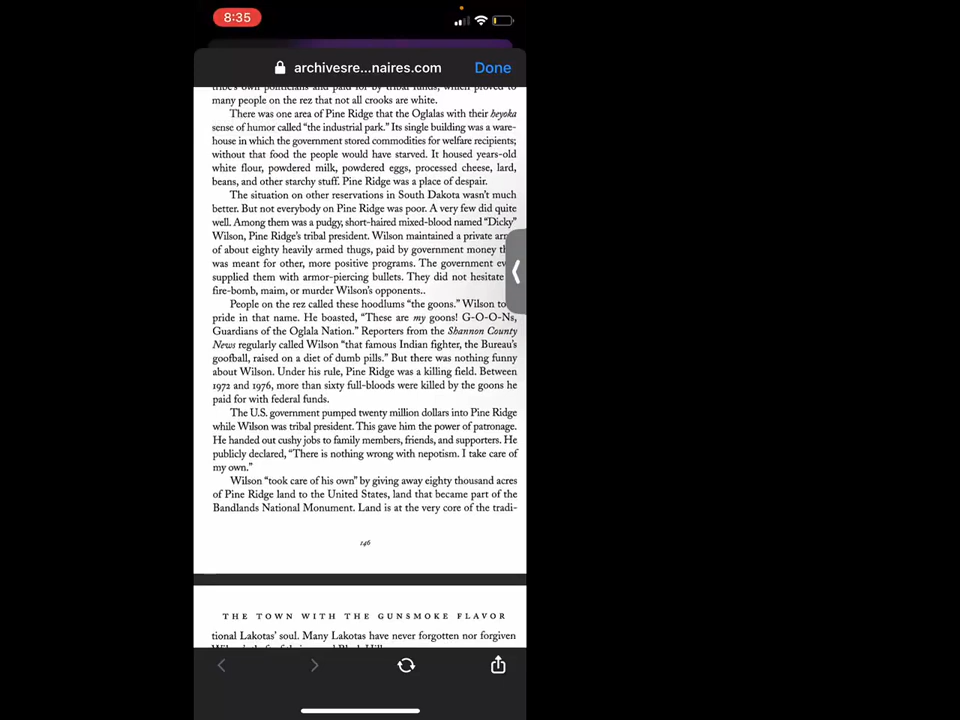 8:35
archivesre...naires.com
Done
tribe's own politicians and paid for by tribal funds, which proved to
many people on the rez that not all crooks are white.
There was one area of Pine Ridge that the Oglalas with their heyoka
sense of humor called “the industrial park.” Its single building was a ware-
house in which the government stored commodities for welfare recipients;
without that food the people would have starved. It housed years-old
white flour, powdered milk, powdered eggs, processed cheese, lard,
beans, and other starchy stuff. Pine Ridge was a place of despair.
The situation on other reservations in South Dakota wasn't much
better. But not everybody on Pine Ridge was poor. A very few did quite
well. Among them was a pudgy, short-haired mixed-blood named “Dicky”
Wilson, Pine Ridge's tribal president. Wilson maintained a private
of about eighty heavily armed thugs, paid by government money
was meant for other, more positive programs. The government
supplied them with armor-piercing bullets. They did not hesitate
fire-bomb, maim, or murder Wilson's opponents..
People on the rez called these hoodlums “the goons.” Wilson
pride in that name. He boasted, “These are my goons! G-O-O-Ns,
Guardians of the Oglala Nation.” Reporters from the Shannon County
News regularly called Wilson “that famous Indian fighter, the Bureau's
goofball, raised on a diet of dumb pills.” But there was nothing funny
about Wilson. Under his rule, Pine Ridge was a killing field. Between
1972 and 1976, more than sixty full-bloods were killed by the goons he
paid for with federal funds.
The U.S. government pumped twenty million dollars into Pine Ridge
while Wilson was tribal president. This gave him the power of patronage.
He handed out cushy jobs to family members, friends, and supporters. He
publicly declared, “There is nothing wrong with nepotism. I take care of
my own.”
Wilson “took care of his own” by giving away eighty thousand acres
of Pine Ridge land to the United States, land that became part of the
Bandlands National Monument. Land is at the very core of the tradi-
146
THE TOWN WITH THE GUNSMOKE FLAVOR
tional Lakotas' soul. Many Lakotas have never forgotten nor forgiven